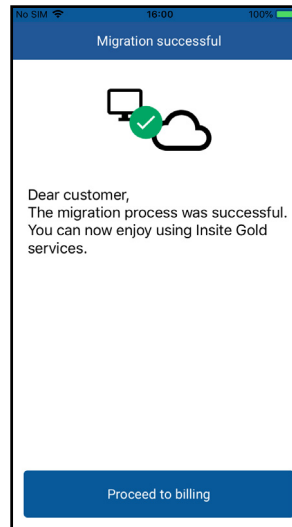 No SIM 16:00 100%
Migration successful
Dear customer,
The migration process was successful.
You can now enjoy using Insite Gold
services.
Proceed to billing